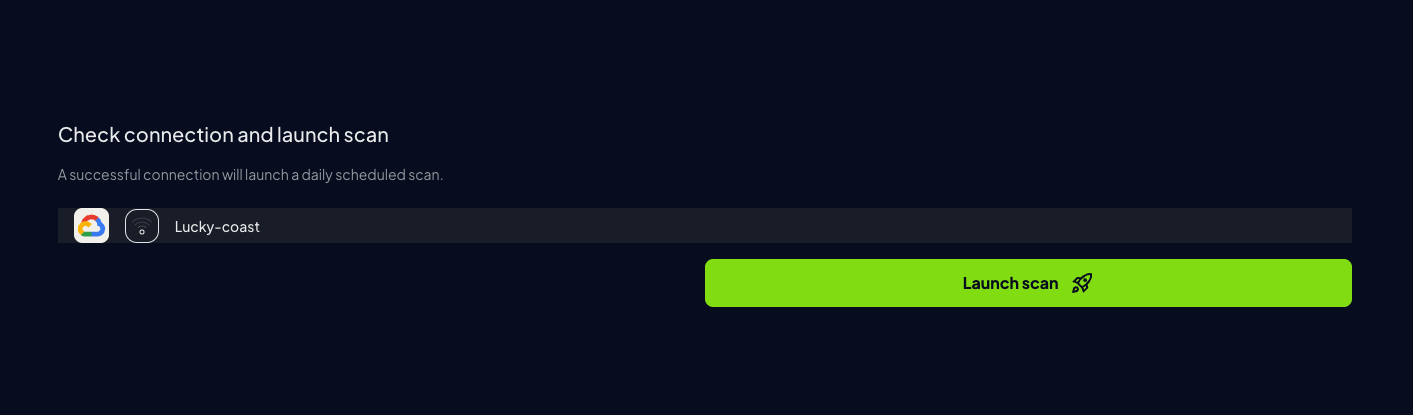 Check connection and launch scan
A successful connection will launch a daily scheduled scan.
Lucky-coast
Launch scan